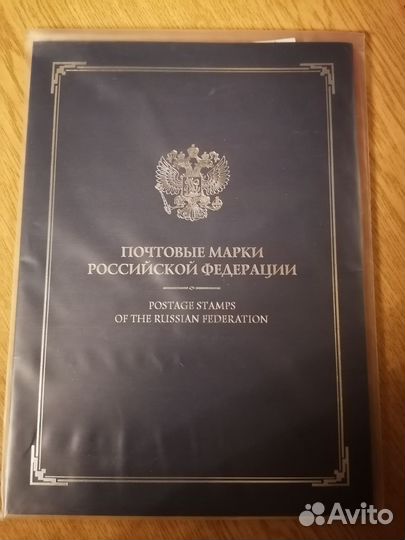 ПОЧТОВЫЕ МАРКИ
РОССИЙСКОЙ ФЕДЕРАЦИИ
POSTAGE STAMPS
OF THE RUSSIAN FEDERATION
Avito